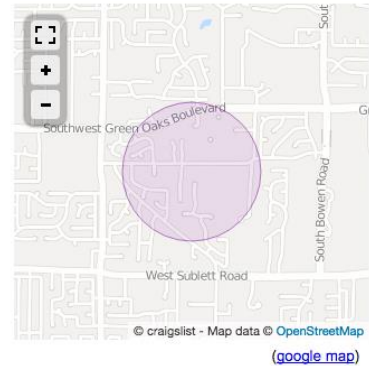 +
-
Southwest Green Oaks Boulevard
G
South Bowen Road
West Sublett Road
© craigslist - Map data © OpenStreetMap
(google map)